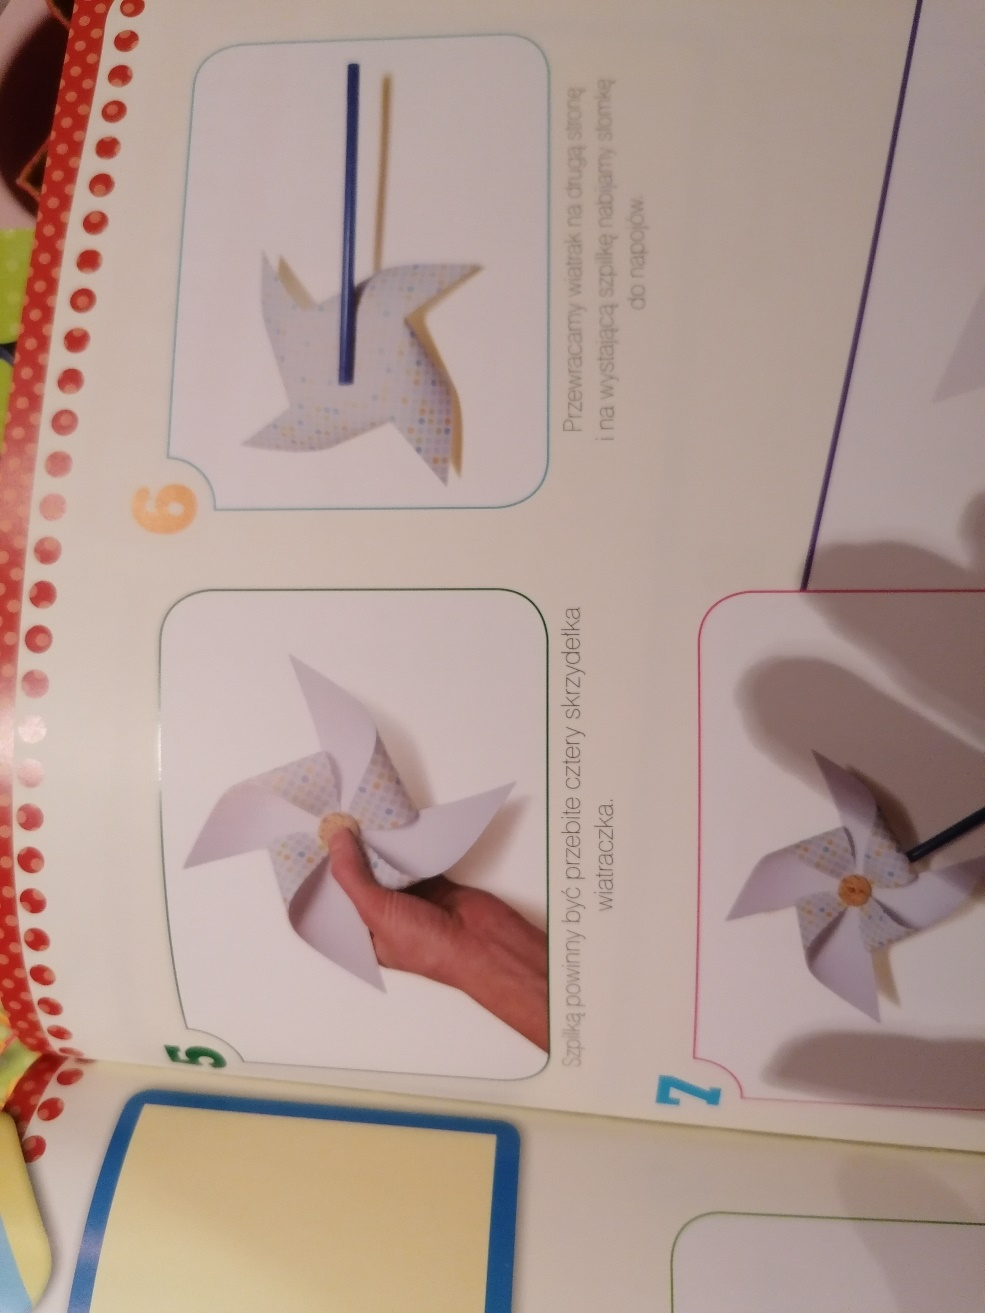 5
Szpilką powinny być przebite cztery skrzydełka
wiatraczka.
6
Przewracamy wiatrak na drugą stronę
i na wystającą szpilkę nabijamy słomkę
do napojów.
7